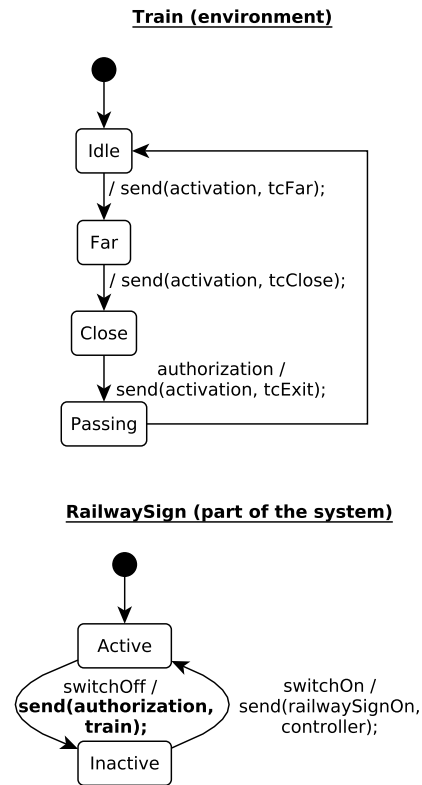 Train (environment)
Idle
/ send(activation, tcFar);
Far
/ send(activation, tcClose);
Close
authorization /
send(activation, tcExit);
Passing
RailwaySign (part of the system)
Active
switchOff /
send(authorization,
train);
switchOn /
send(railwaySignOn,
controller);
Inactive